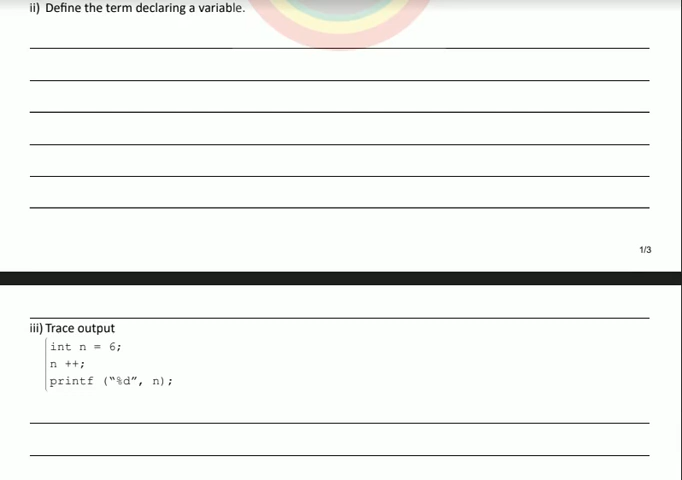 ii) Define the term declaring a variable.
1/3
iii) Trace output
int n = 6;
n ++;
printf (“%d”, n);